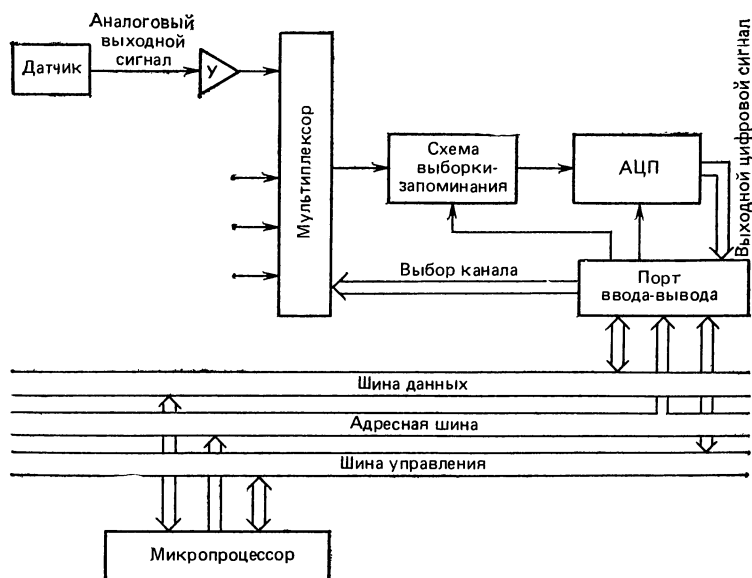 Аналоговый
выходной
сигнал
Датчик
У
Мультиплексор
Схема
выборки-
запоминания
АЦП
Выходной цифровой сигнал
Выбор канала
Порт
ввода-вывода
Шина данных
Адресная шина
Шина управления
Микропроцессор